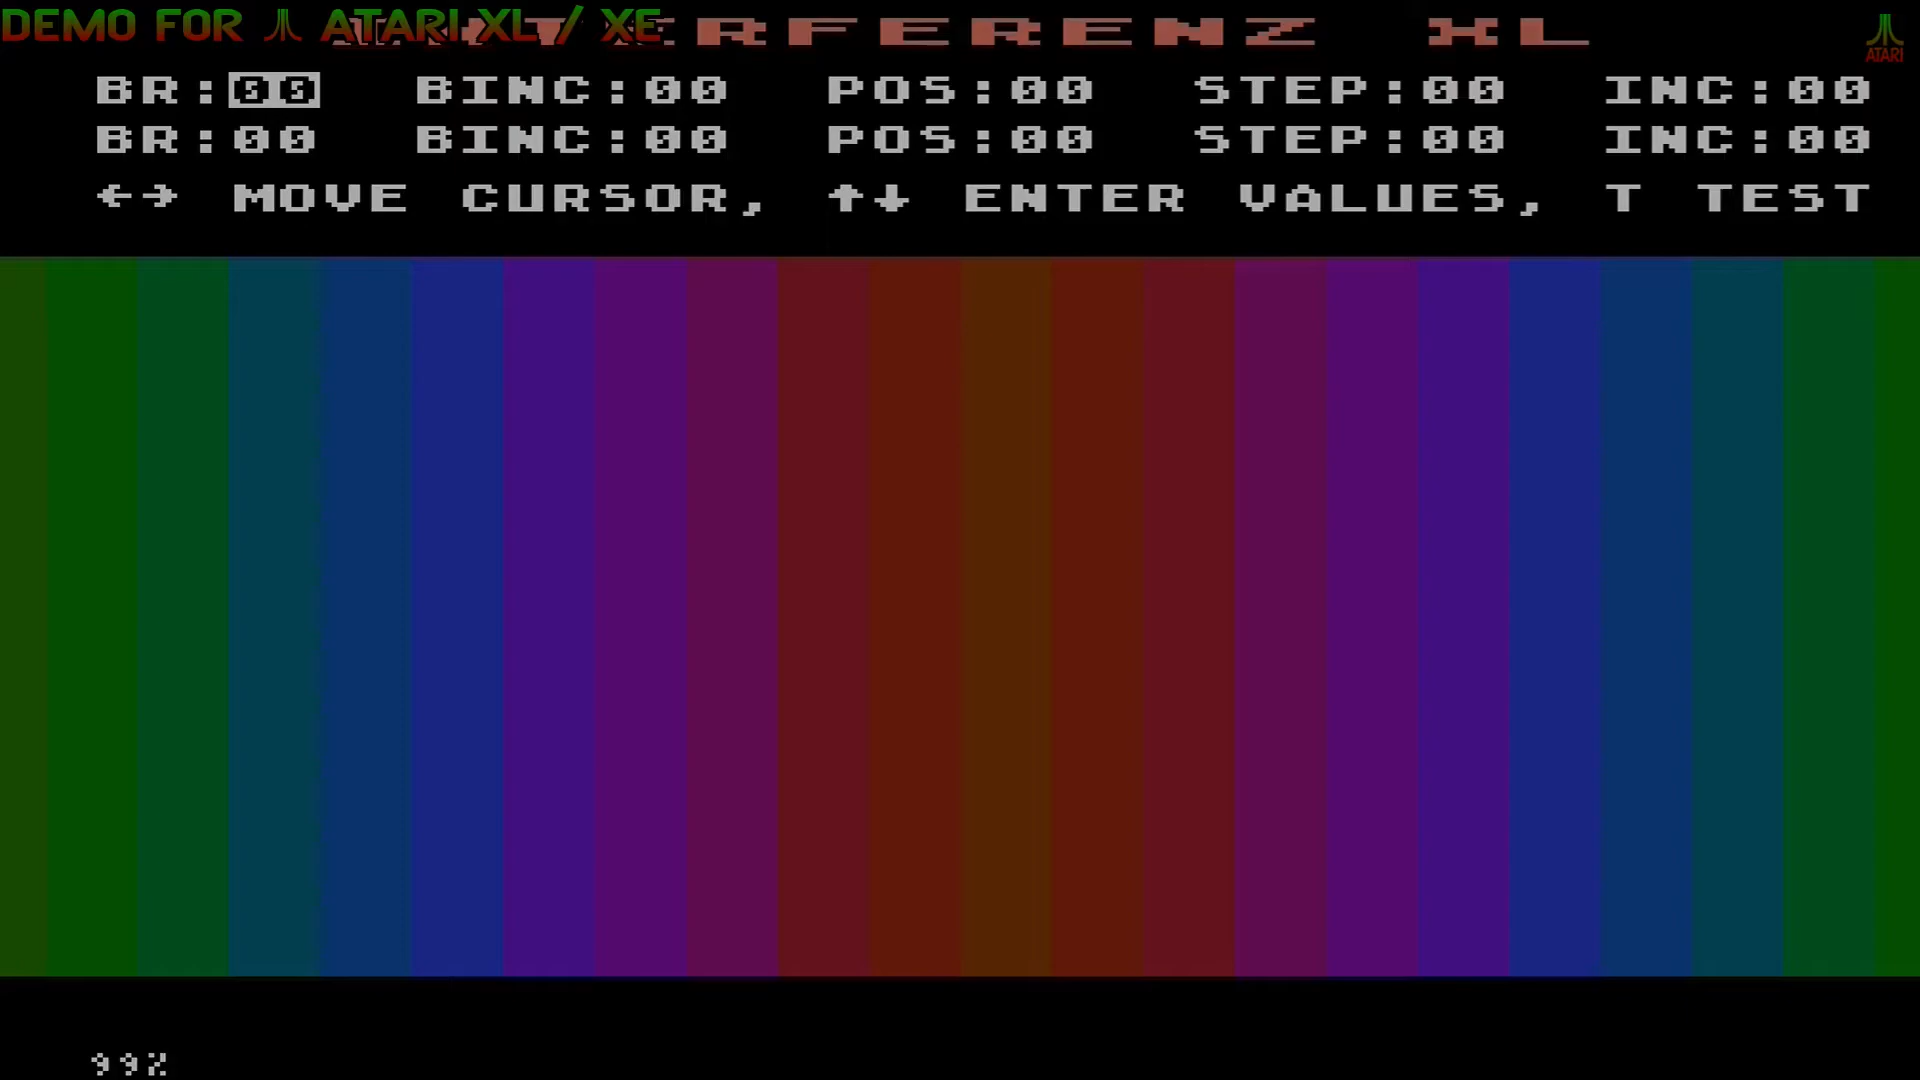 DEMO FOR ATARI XL/ XE
RFERENZ XL
ATARI
BR:00 BINC:00 POS:00 STEP:00 INC:00
BR:00 BINC:00 POS:00 STEP:00 INC:00
←→ MOVE CURSOR, ↑↓ ENTER VALUES, T TEST
99%